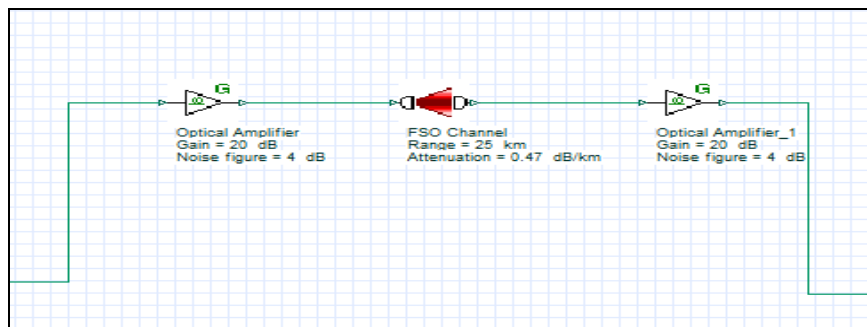 G
G
Optical Amplifier
Gain = 20 dB
Noise figure = 4 dB
FSO Channel
Range = 25 km
Attenuation = 0.47 dB/km
Optical Amplifier_1
Gain = 20 dB
Noise figure = 4 dB